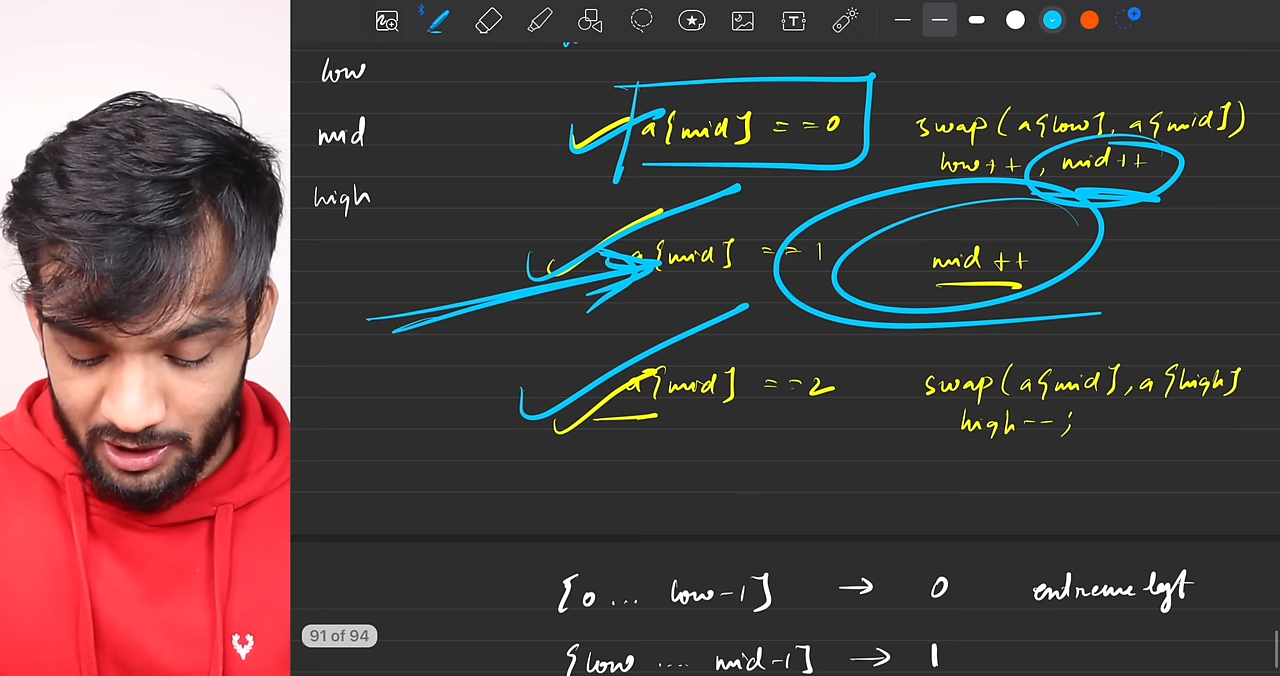 low
mid
high
a[mid] == 0 swap(a[low], a[mid])
low++, mid++
a[mid] == 1 mid++
a[mid] == 2 swap(a[mid], a[high]
high--;
[0... low-1] → 0 extreme left
[low .... mid-1] → 1
91 of 94